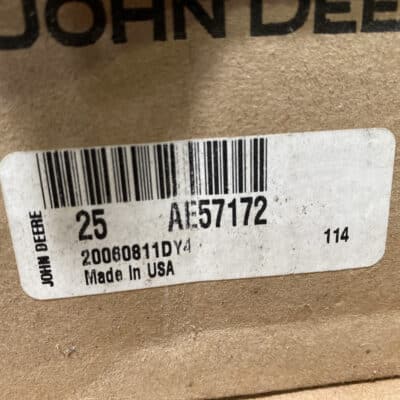 JOHN DEERE
JOHN DEERE
25 AE57172
20060811DY4
Made In USA
114